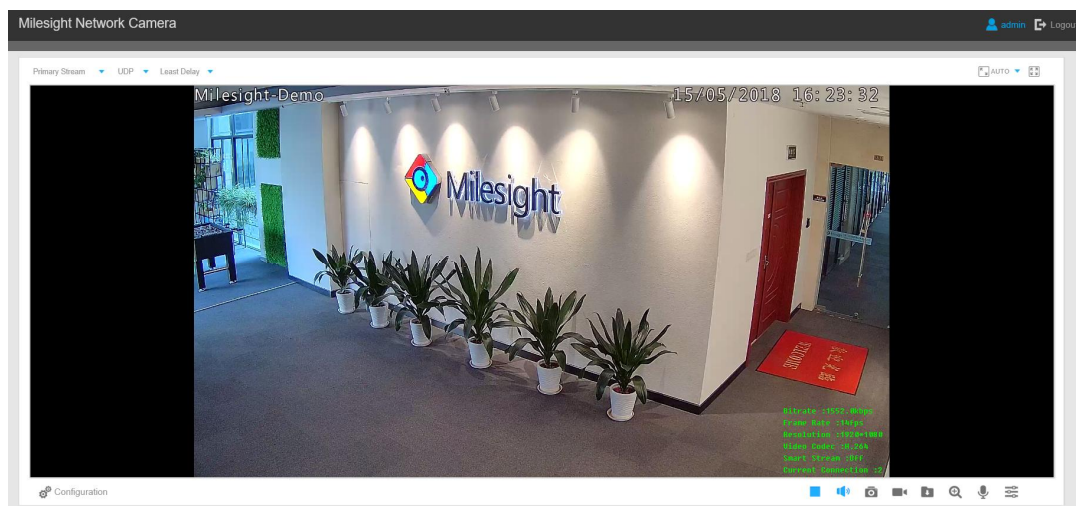 Milesight Network Camera
admin
Logou
Primary Stream
UDP
Least Delay
AUTO
Milesight-Demo
15/05/2018 16:23:32
Milesight
WELCOME
Bitrate :1552.0kbps
Frame Rate :14fps
Resolution :1920*1080
Video Codec :H.264
Smart Stream :OFF
Current Connection :2
Configuration